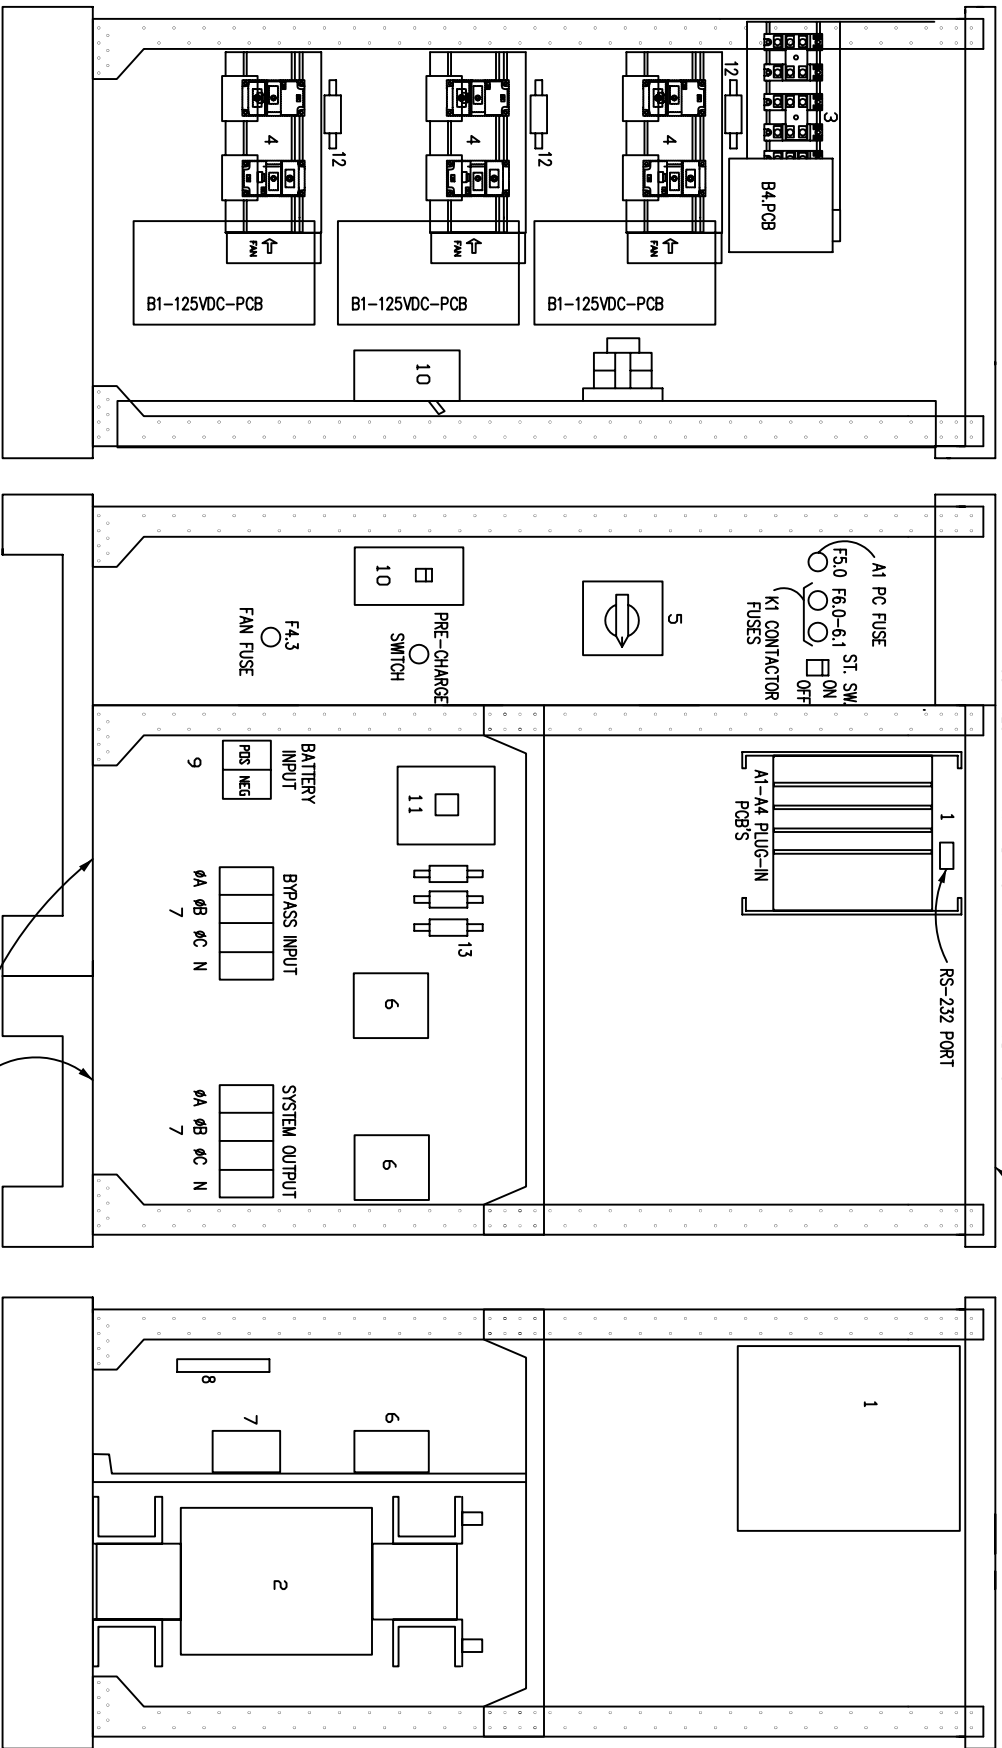 12
12
12
3
4
4
4
B4.PCB
FAN
FAN
FAN
B1-125VDC-PCB
B1-125VDC-PCB
B1-125VDC-PCB
10
A1 PC FUSE
F5.0 F6.0-6.1
K1 CONTACTOR
FUSES
ST. SW.
ON
OFF
5
10
PRE-CHARGE
SWITCH
F4.3
FAN FUSE
1
A1-A4 PLUG-IN
PCB'S
RS-232 PORT
11
BATTERY
INPUT
POS NEG
9
13
BYPASS INPUT
ØA ØB ØC N
7
6
6
SYSTEM OUTPUT
ØA ØB ØC N
7
1
8
7
6
2